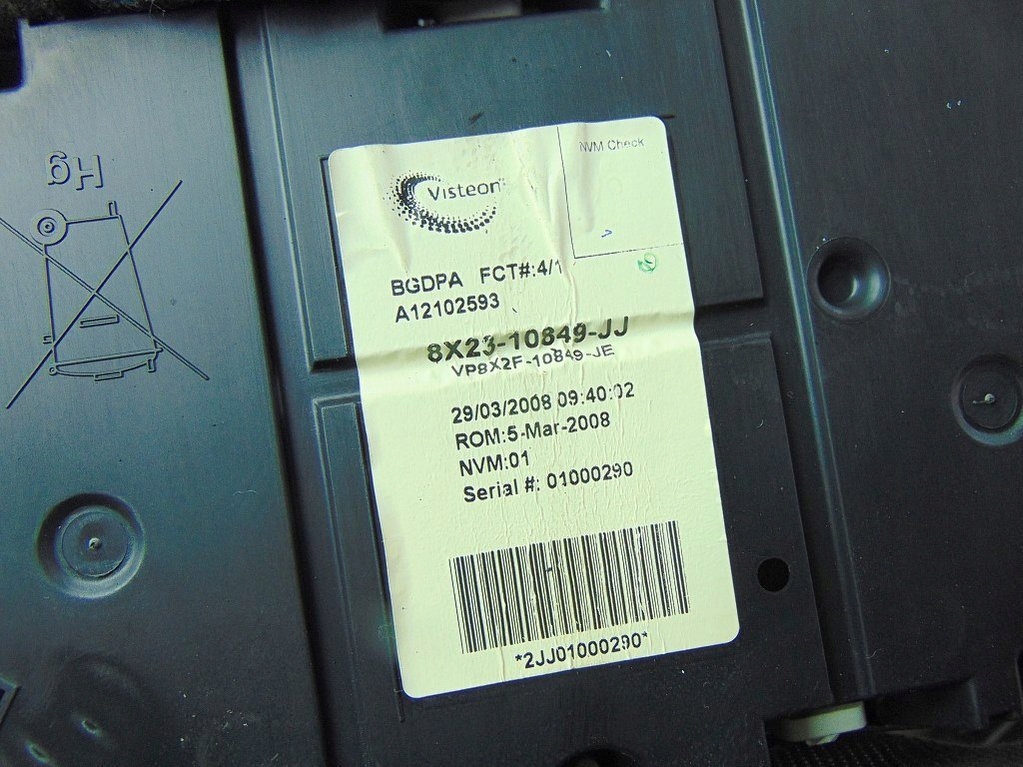 Hg
Visteon
NVM Check
BGDPA FCT#:4/1
A12102593
8X23-10849-JJ
VP8X2F-10849-JE
29/03/2008 09:40:02
ROM:5-Mar-2008
NVM:01
Serial #: 01000290
*2JJ01000290*